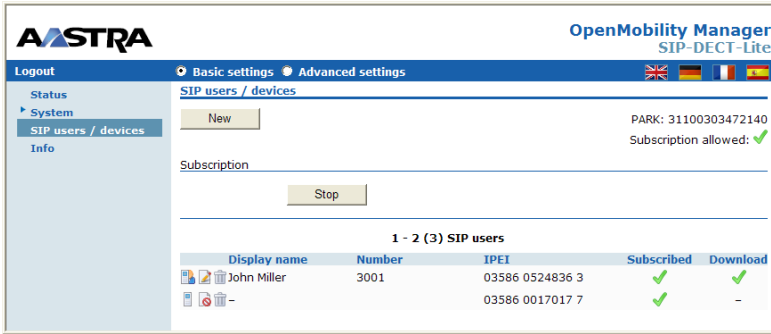 AASTRA
OpenMobility Manager
SIP-DECT-Lite
Logout
Basic settings Advanced settings
Status
System
SIP users / devices
Info
SIP users / devices
New
PARK: 31100303472140
Subscription allowed:
Subscription
Stop
1 - 2 (3) SIP users
Display name Number IPEI Subscribed Download
John Miller 3001 03586 0524836 3
– 03586 0017017 7 –